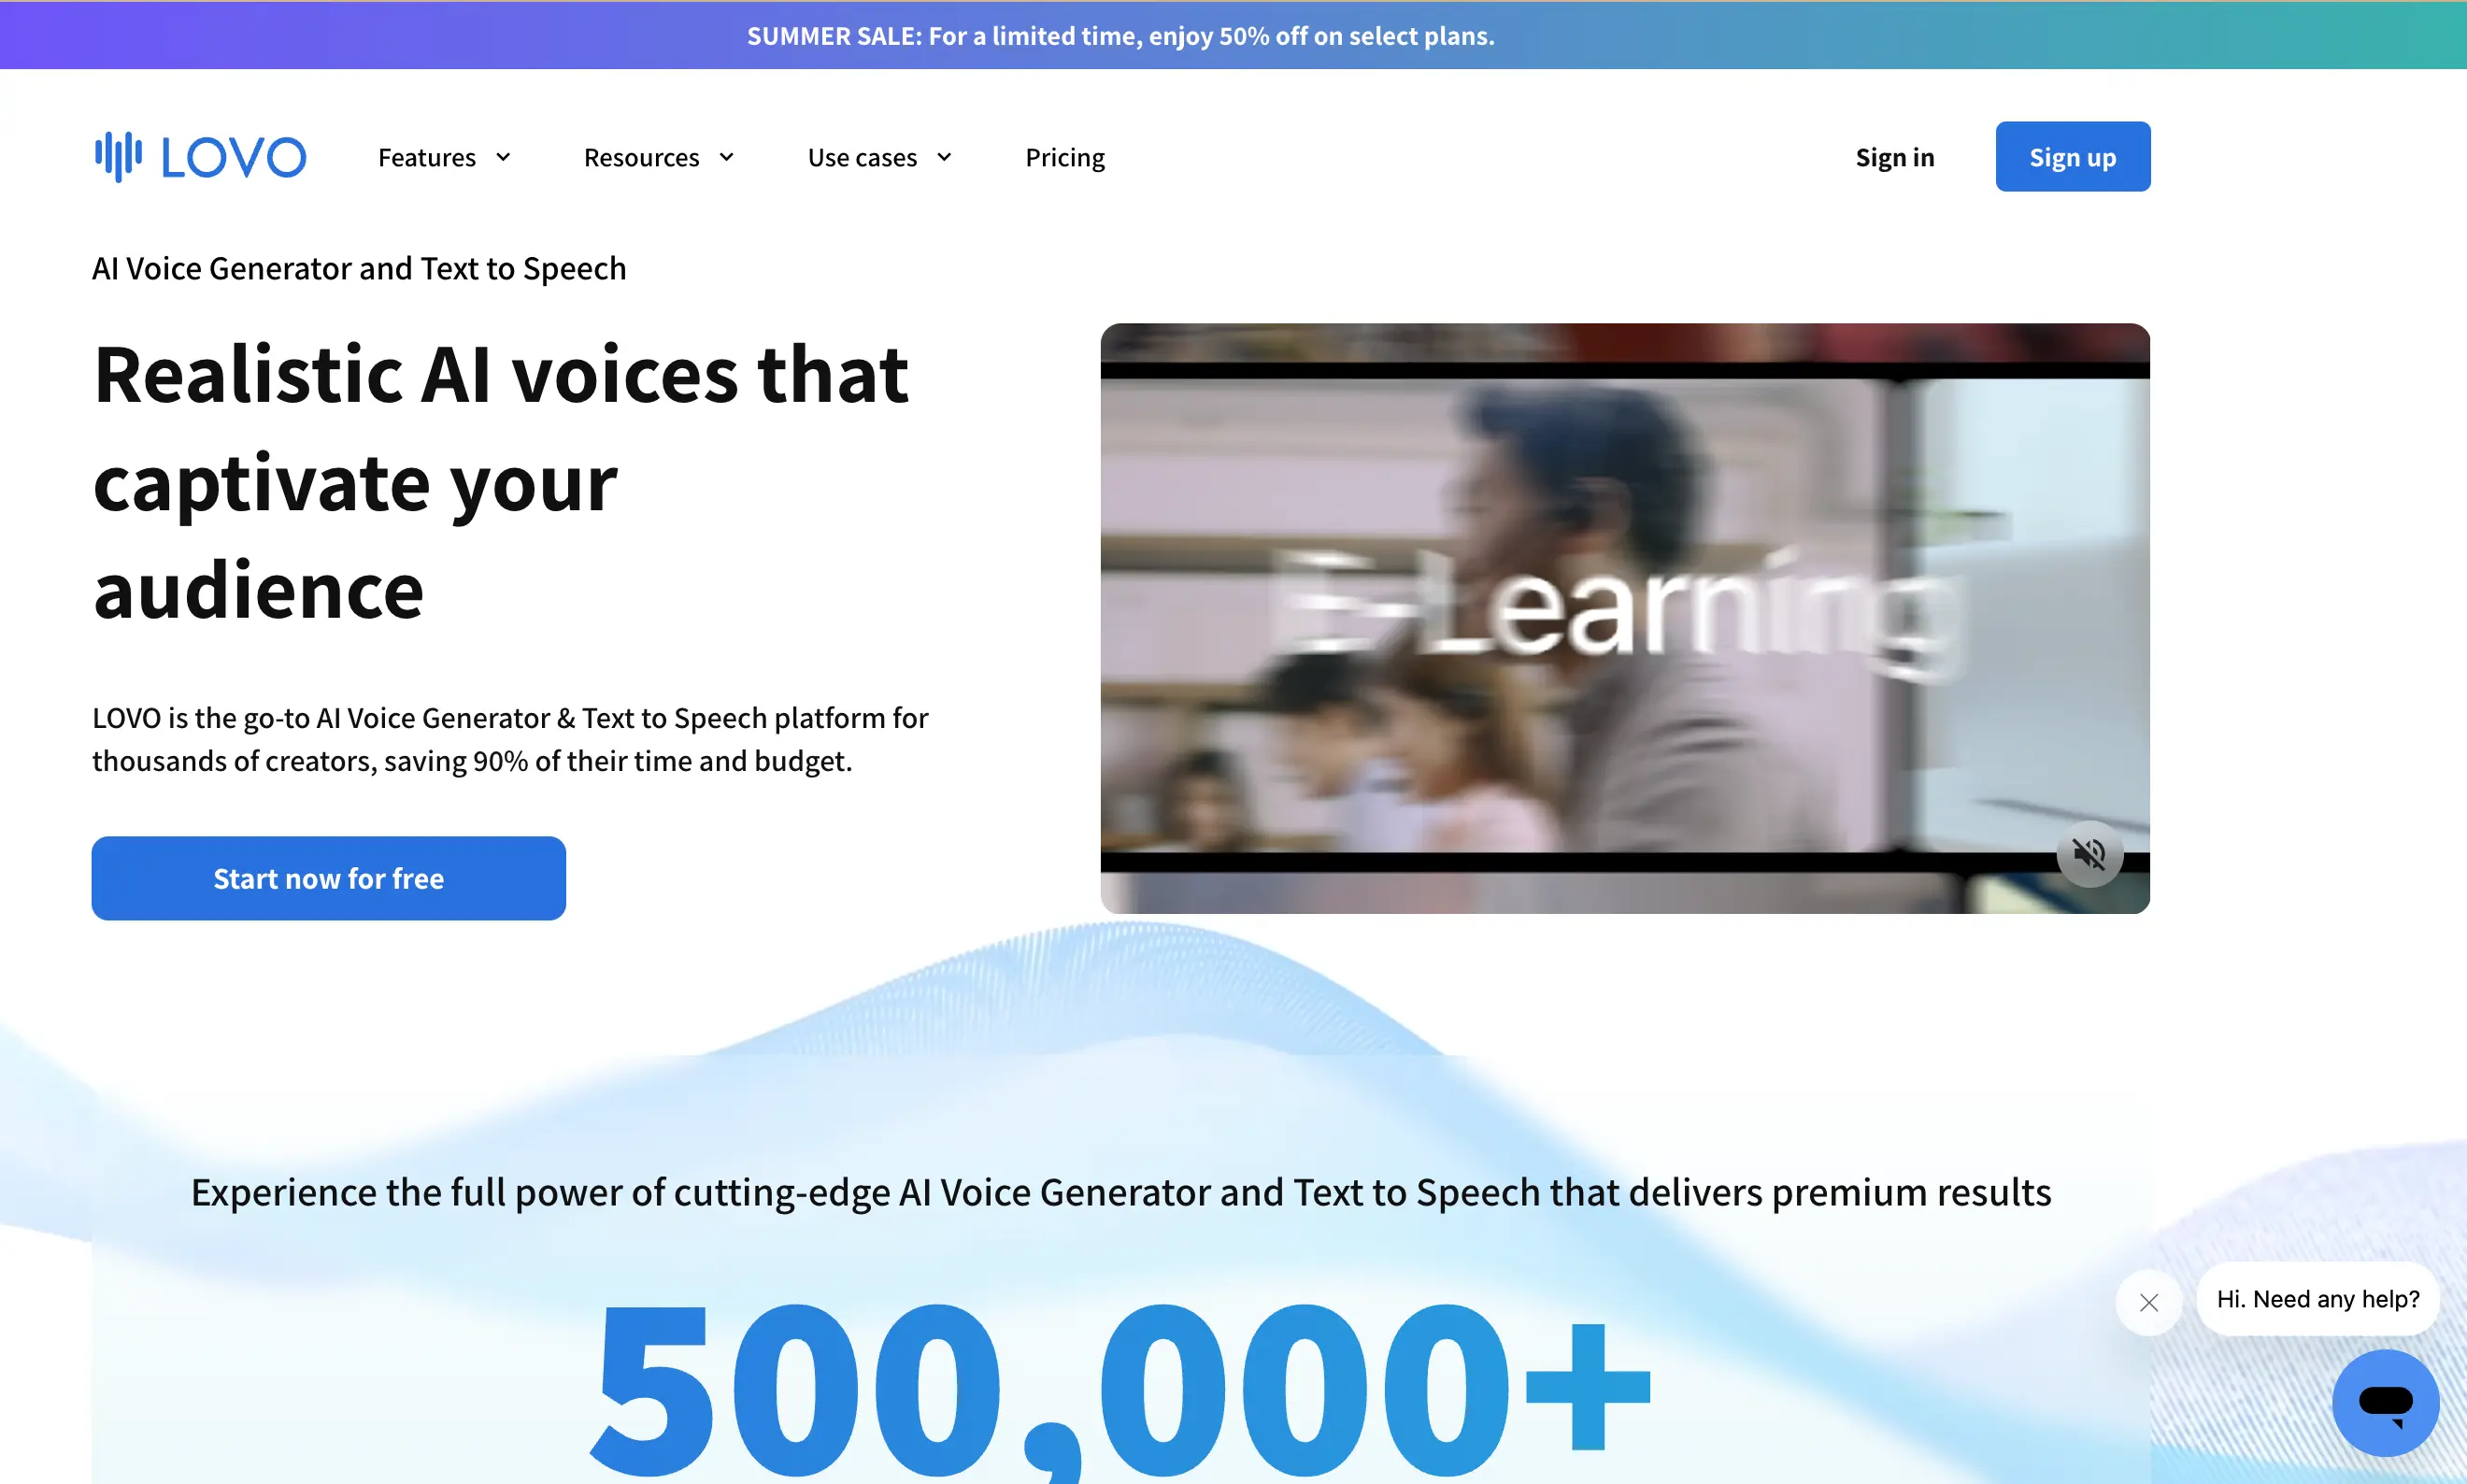 SUMMER SALE: For a limited time, enjoy 50% off on select plans.
LOVO
Features
Resources
Use cases
Pricing
Sign in
Sign up
AI Voice Generator and Text to Speech
Realistic AI voices that
captivate your
audience
E-Learning
LOVO is the go-to AI Voice Generator & Text to Speech platform for
thousands of creators, saving 90% of their time and budget.
Start now for free
Experience the full power of cutting-edge AI Voice Generator and Text to Speech that delivers premium results
Hi. Need any help?
500,000+